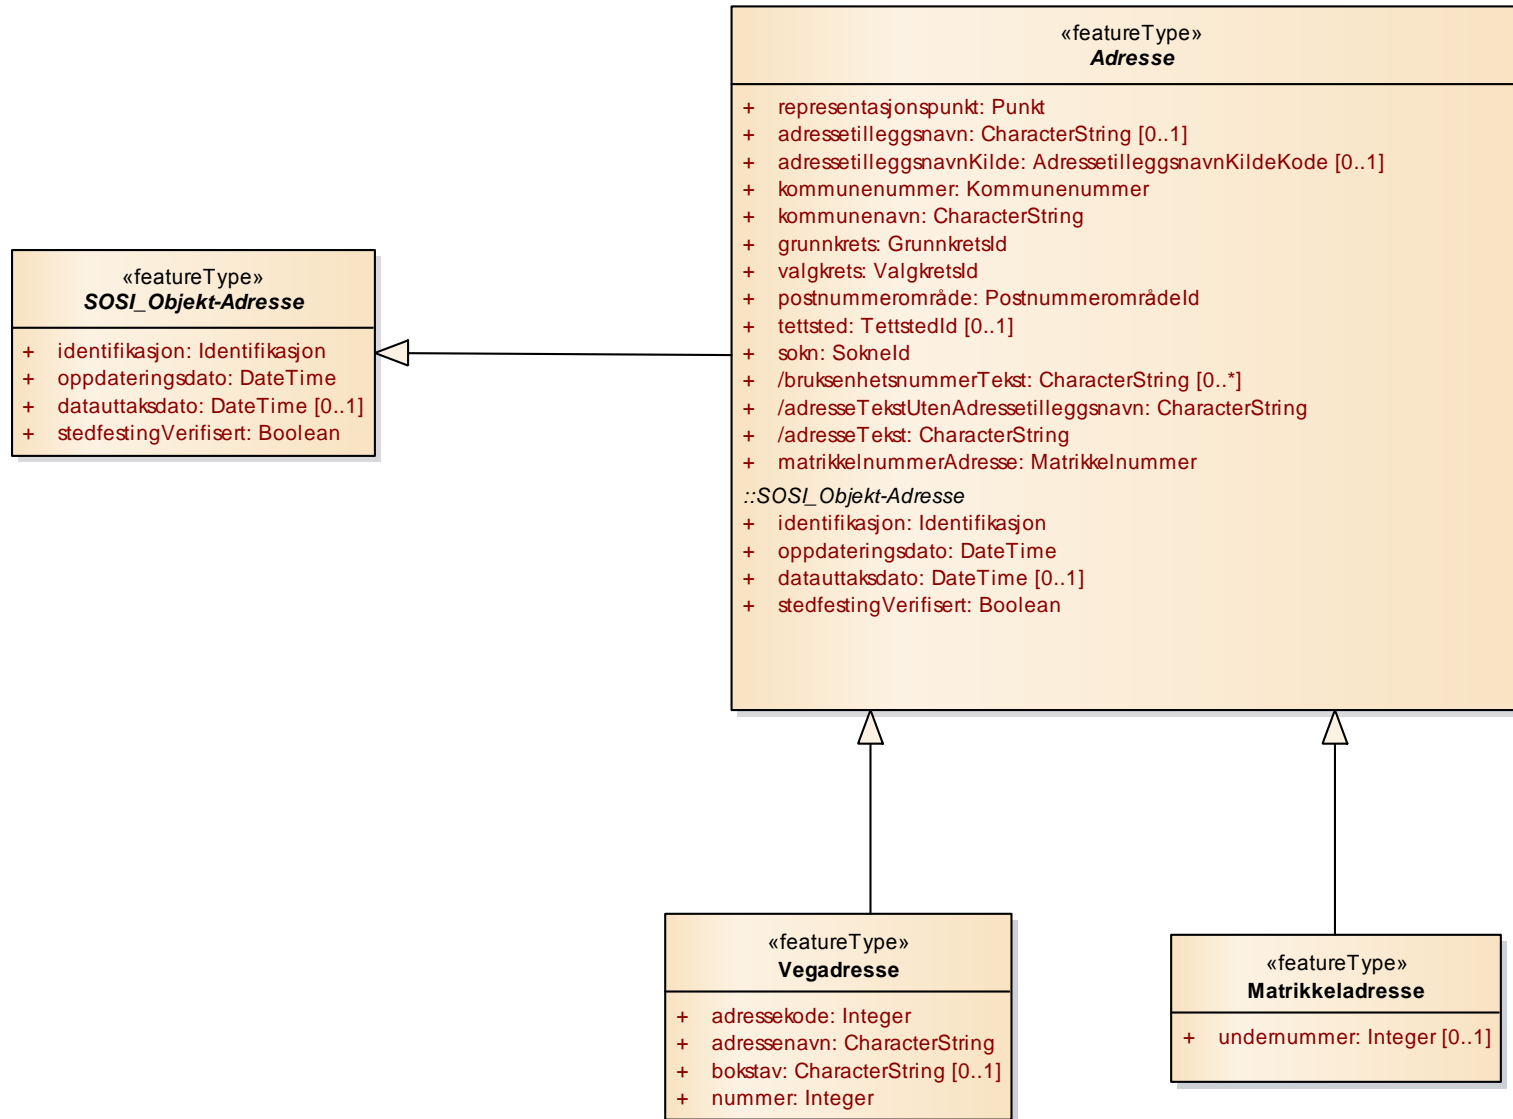 «featureType»
Adresse
+ representasjonspunkt: Punkt
+ adressetilleggsnavn: CharacterString [0..1]
+ adressetilleggsnavnKilde: AdressetilleggsnavnKildeKode [0..1]
+ kommunenummer: Kommunenummer
+ kommunenavn: CharacterString
+ grunnkrets: GrunnkretsId
+ valgkrets: ValgkretsId
+ postnummerområde: PostnummerområdeId
+ tettsted: TettstedId [0..1]
+ sokn: SokneId
+ /bruksenhetsnummerTekst: CharacterString [0..*]
+ /adresseTekstUtenAdressetilleggsnavn: CharacterString
+ /adresseTekst: CharacterString
+ matrikkelnummerAdresse: Matrikkelnummer
::SOSI_Objekt-Adresse
+ identifikasjon: Identifikasjon
+ oppdateringsdato: DateTime
+ datauttaksdato: DateTime [0..1]
+ stedfestingVerifisert: Boolean
«featureType»
SOSI_Objekt-Adresse
+ identifikasjon: Identifikasjon
+ oppdateringsdato: DateTime
+ datauttaksdato: DateTime [0..1]
+ stedfestingVerifisert: Boolean
«featureType»
Vegadresse
+ adressekode: Integer
+ adressenavn: CharacterString
+ bokstav: CharacterString [0..1]
+ nummer: Integer
«featureType»
Matrikkeladresse
+ undernummer: Integer [0..1]